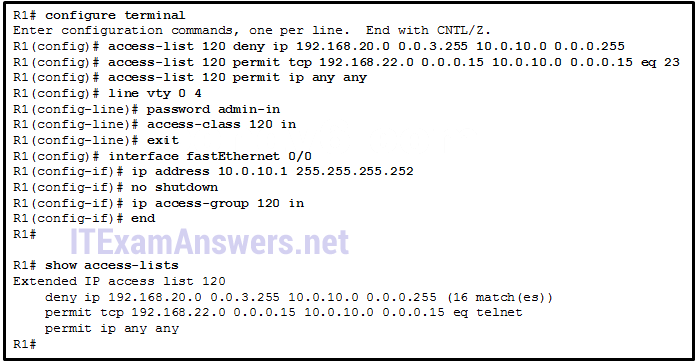 R1# configure terminal
Enter configuration commands, one per line.  End with CNTL/Z.
R1(config)# access-list 120 deny ip 192.168.20.0 0.0.3.255 10.0.10.0 0.0.0.255
R1(config)# access-list 120 permit tcp 192.168.22.0 0.0.0.15 10.0.10.0 0.0.0.15 eq 23
R1(config)# access-list 120 permit ip any any
R1(config)# line vty 0 4
R1(config-line)# password admin-in
R1(config-line)# access-class 120 in
R1(config-line)# exit
R1(config)# interface fastEthernet 0/0
R1(config-if)# ip address 10.0.10.1 255.255.255.252
R1(config-if)# no shutdown
R1(config-if)# ip access-group 120 in
R1(config-if)# end
R1#
ITExamAnswers.net
R1# show access-lists
Extended IP access list 120
    deny ip 192.168.20.0 0.0.3.255 10.0.10.0 0.0.0.255 (16 match(es))
    permit tcp 192.168.22.0 0.0.0.15 10.0.10.0 0.0.0.15 eq telnet
    permit ip any any
R1#